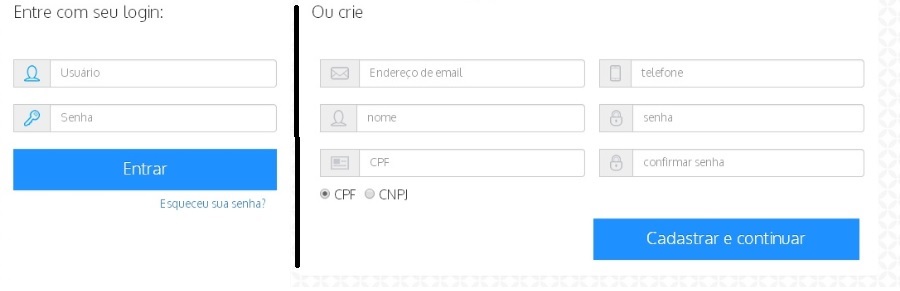 Entre com seu login:
Usuário
Senha
Entrar
Esqueceu sua senha?
Ou crie
Endereço de email
telefone
nome
senha
CPF
confirmar senha
CPF CNPJ
Cadastrar e continuar